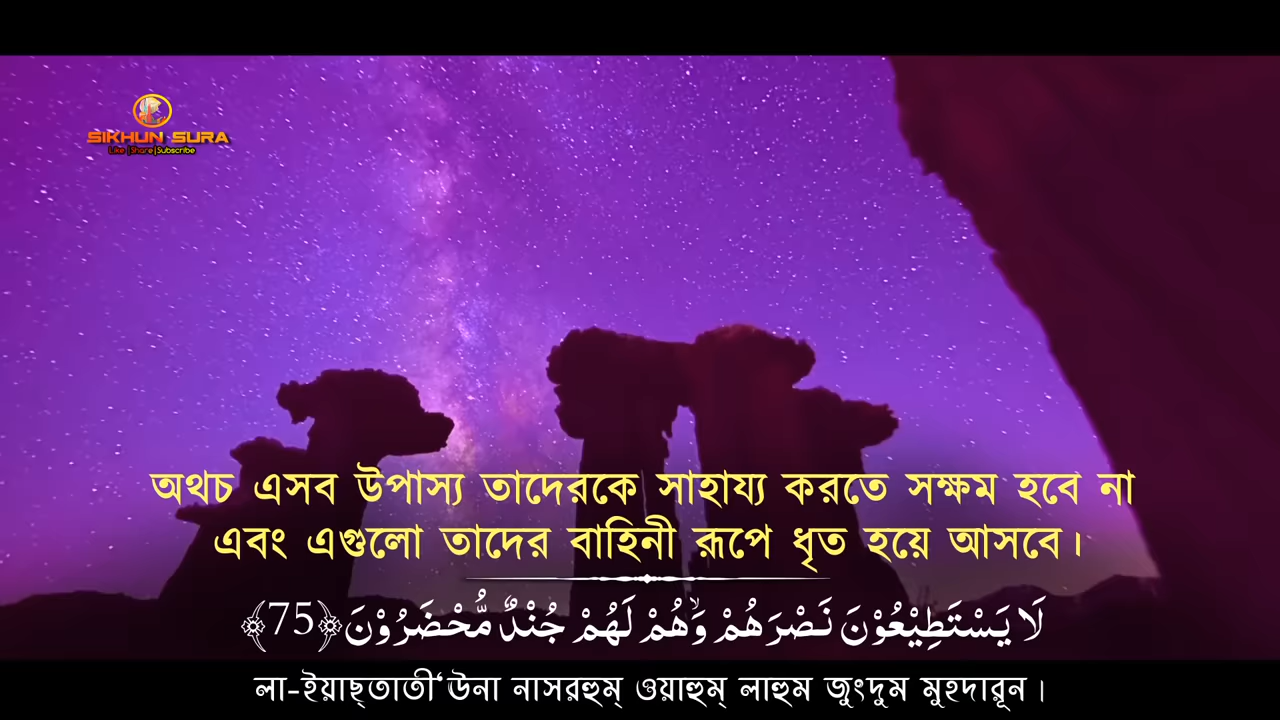 SIKHUN SURA
Like | Share | Subscribe
অথচ এসব উপাস্য তাদেরকে সাহায্য করতে সক্ষম হবে না
এবং এগুলো তাদের বাহিনী রূপে ধৃত হয়ে আসবে।
لَا يَسْتَطِيْعُوْنَ نَصْرَهُمْ وَۙهُمْ لَهُمْ جُنْدٌ مُّحْضَرُوْنَ ﴿75﴾
লা-ইয়াছ্তাতী‘ঊনা নাসরহুম্ ওয়াহুম্ লাহুম জুংদুম মুহদারূন।